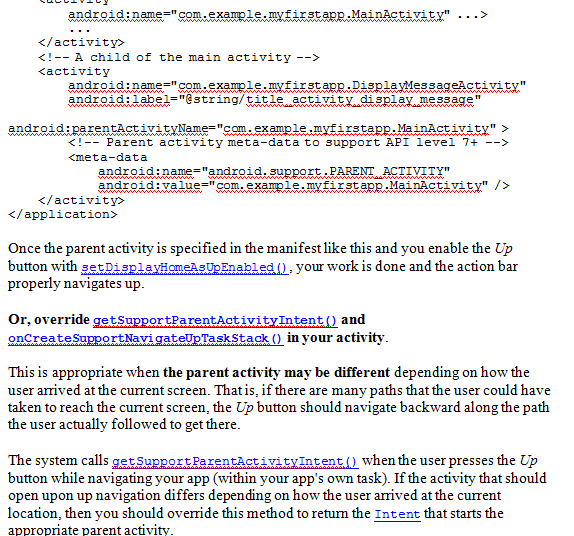 <activity
android:name="com.example.myfirstapp.MainActivity" ...>
...
</activity>
<!-- A child of the main activity -->
<activity
android:name="com.example.myfirstapp.DisplayMessageActivity"
android:label="@string/title_activity_display_message"
android:parentActivityName="com.example.myfirstapp.MainActivity" >
<!-- Parent activity meta-data to support API level 7+ -->
<meta-data
android:name="android.support.PARENT_ACTIVITY"
android:value="com.example.myfirstapp.MainActivity" />
</activity>
</application>
Once the parent activity is specified in the manifest like this and you enable the Up
button with setDisplayHomeAsUpEnabled(), your work is done and the action bar
properly navigates up.
Or, override getSupportParentActivityIntent() and
onCreateSupportNavigateUpTaskStack() in your activity.
This is appropriate when the parent activity may be different depending on how the
user arrived at the current screen. That is, if there are many paths that the user could have
taken to reach the current screen, the Up button should navigate backward along the path
the user actually followed to get there.
The system calls getSupportParentActivityIntent() when the user presses the Up
button while navigating your app (within your app's own task). If the activity that should
open upon up navigation differs depending on how the user arrived at the current
location, then you should override this method to return the Intent that starts the
appropriate parent activity.